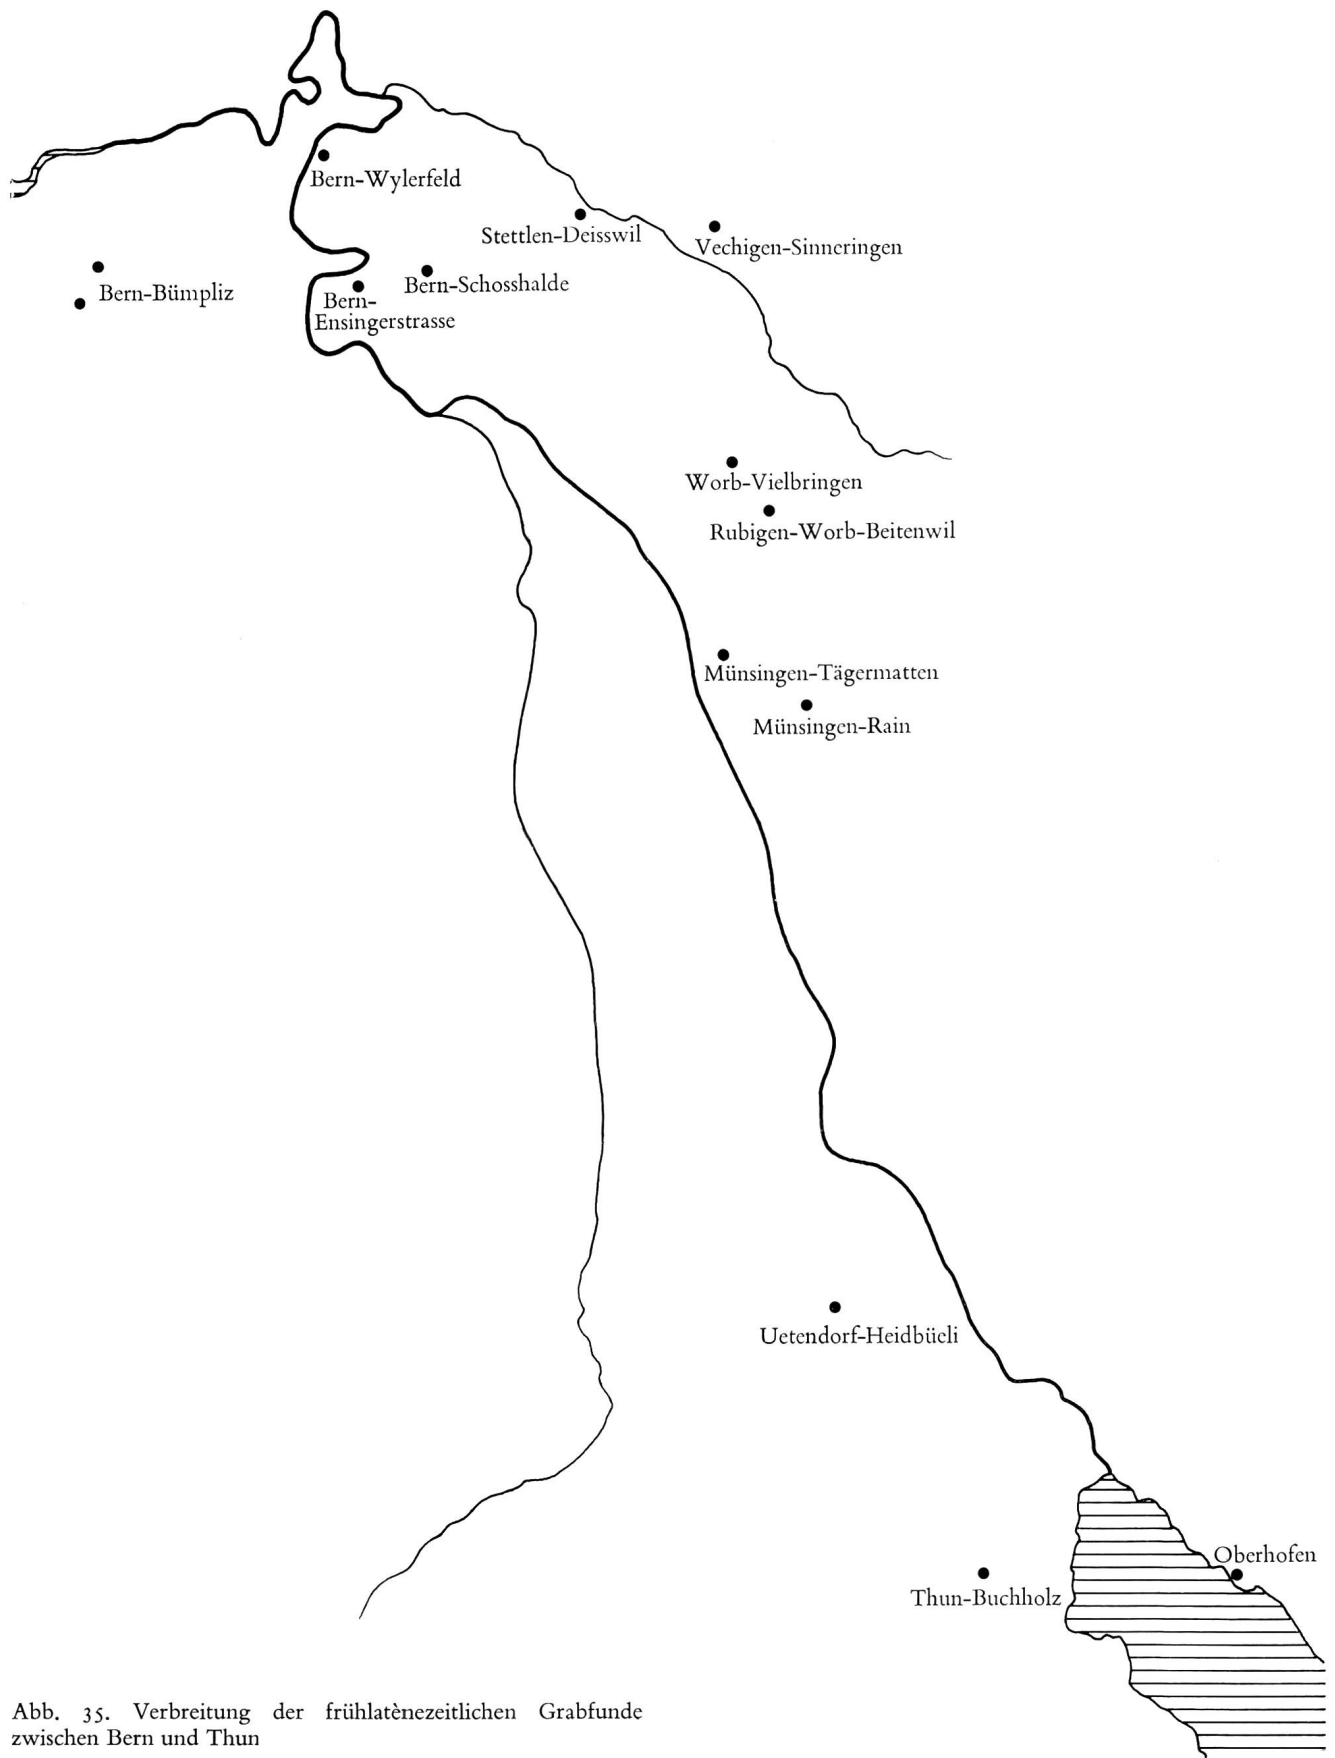 Bern-Wylerfeld
Stettlen-Deisswil
Vechigen-Sinneringen
Bern-Bümpliz
Bern-Schosshalde
Bern-
Ensingerstrasse
Worb-Vielbringen
Rubigen-Worb-Beitenwil
Münsingen-Tägermatten
Münsingen-Rain
Uetendorf-Heidbüeli
Oberhofen
Thun-Buchholz
Abb. 35. Verbreitung der frühlatènezeitlichen Grabfunde
zwischen Bern und Thun